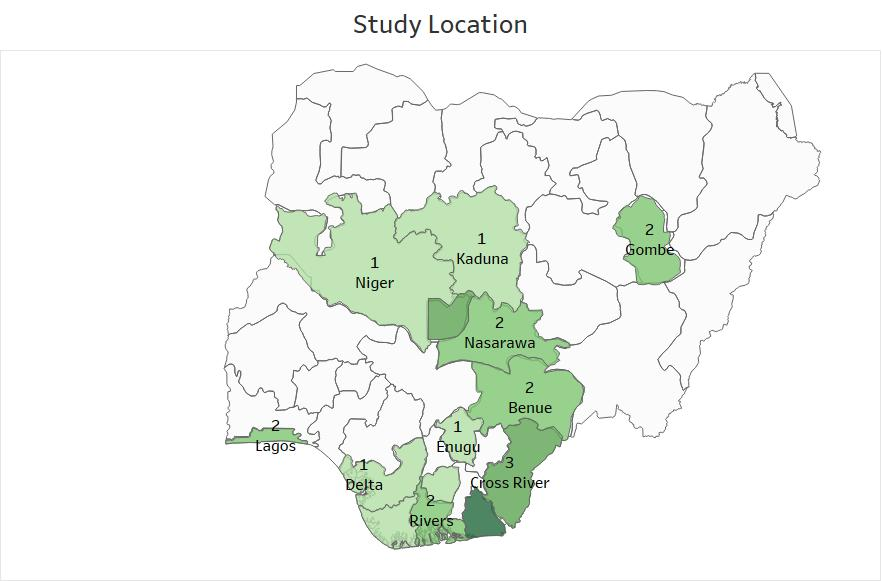 Study Location
2
Gombe
1
Kaduna
1
Niger
2
Nasarawa
2
Benue
2
Lagos
1
Enugu
3
Cross River
1
Delta
2
Rivers